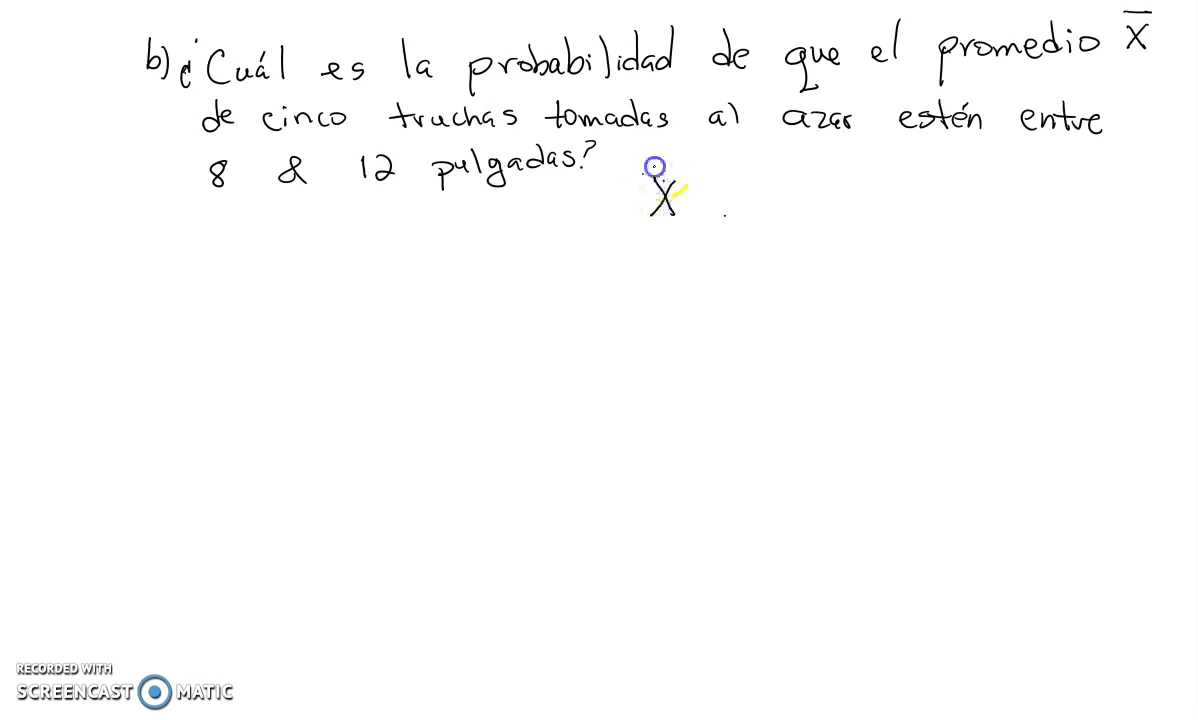 b) ¿Cuál es la probabilidad de que el promedio X̅
de cinco truchas tomadas al azar estén entre
8 & 12 pulgadas?
X
RECORDED WITH
SCREENCAST MATIC